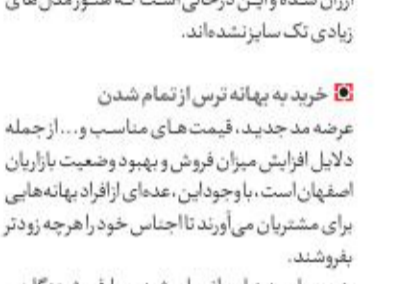 ارزان شده و این درحالی است که هنوز مدل‌های
زیادی تک سایز نشده‌اند.
خرید به بهانه ترس از تمام شدن
عرضه مد جدید، قیمت‌های مناسب و... از جمله
دلایل افزایش میزان فروش و بهبود وضعیت بازاریان
اصفهان است، با وجود این، عده‌ای از افراد بهانه‌هایی
برای مشتریان می‌آورند تا اجناس خود را هرچه زودتر
بفروشند.